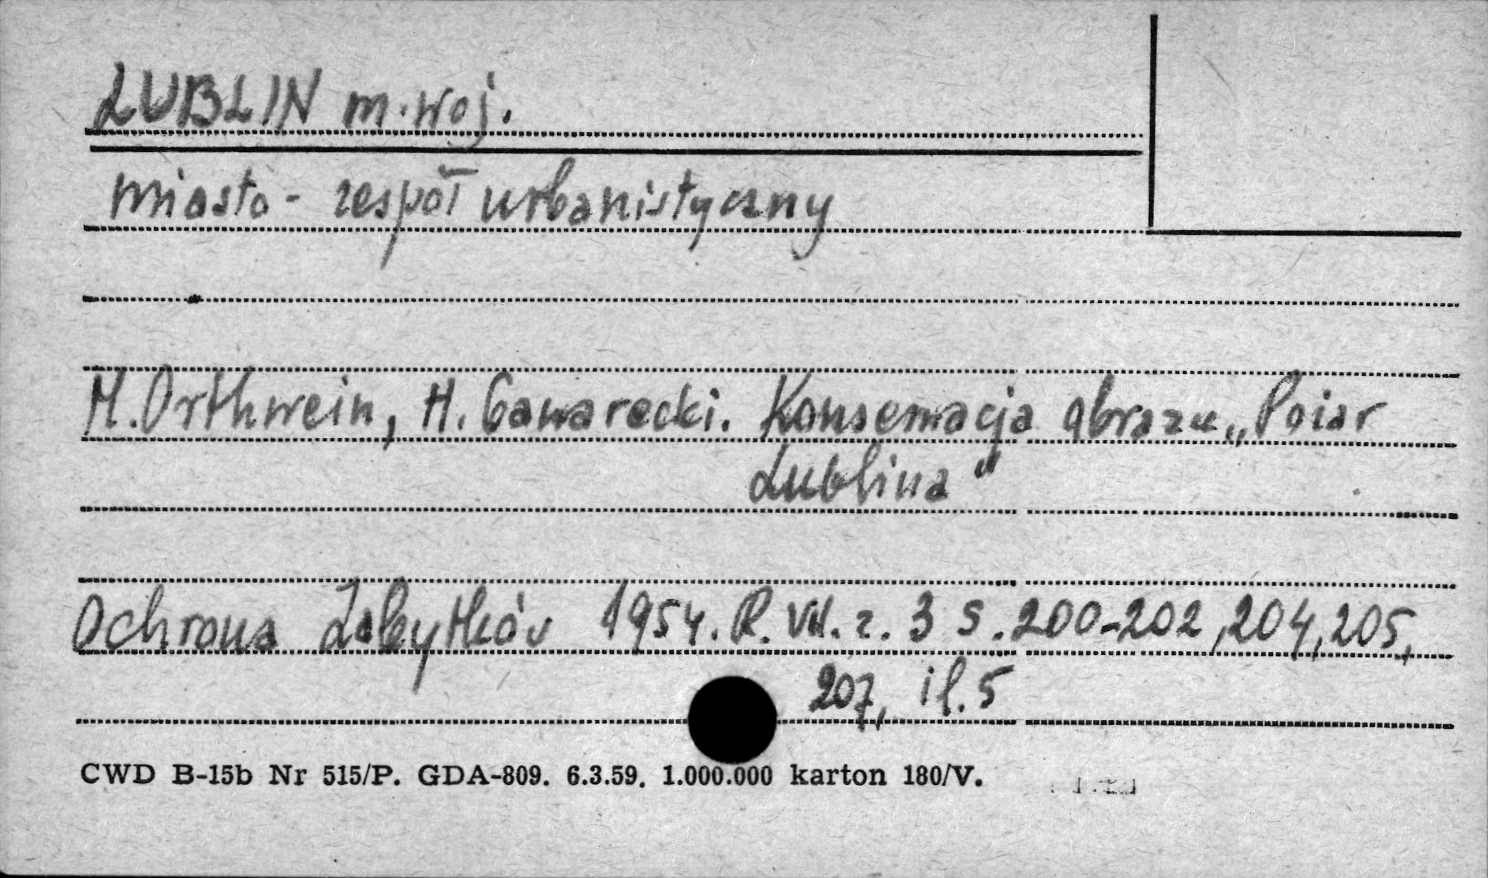 LUBLIN m. woj.
miasto - zespół urbanistyczny
M. Orthwein, H. Gawarecki. Konserwacja obrazu „Pożar
Lublina"
Ochrona Zabytków 1954. R. VII. z. 3 s. 200-202, 204, 205,
207, il. 5
CWD B-15b Nr 515/P. GDA-809. 6.3.59. 1.000.000 karton 180/V.